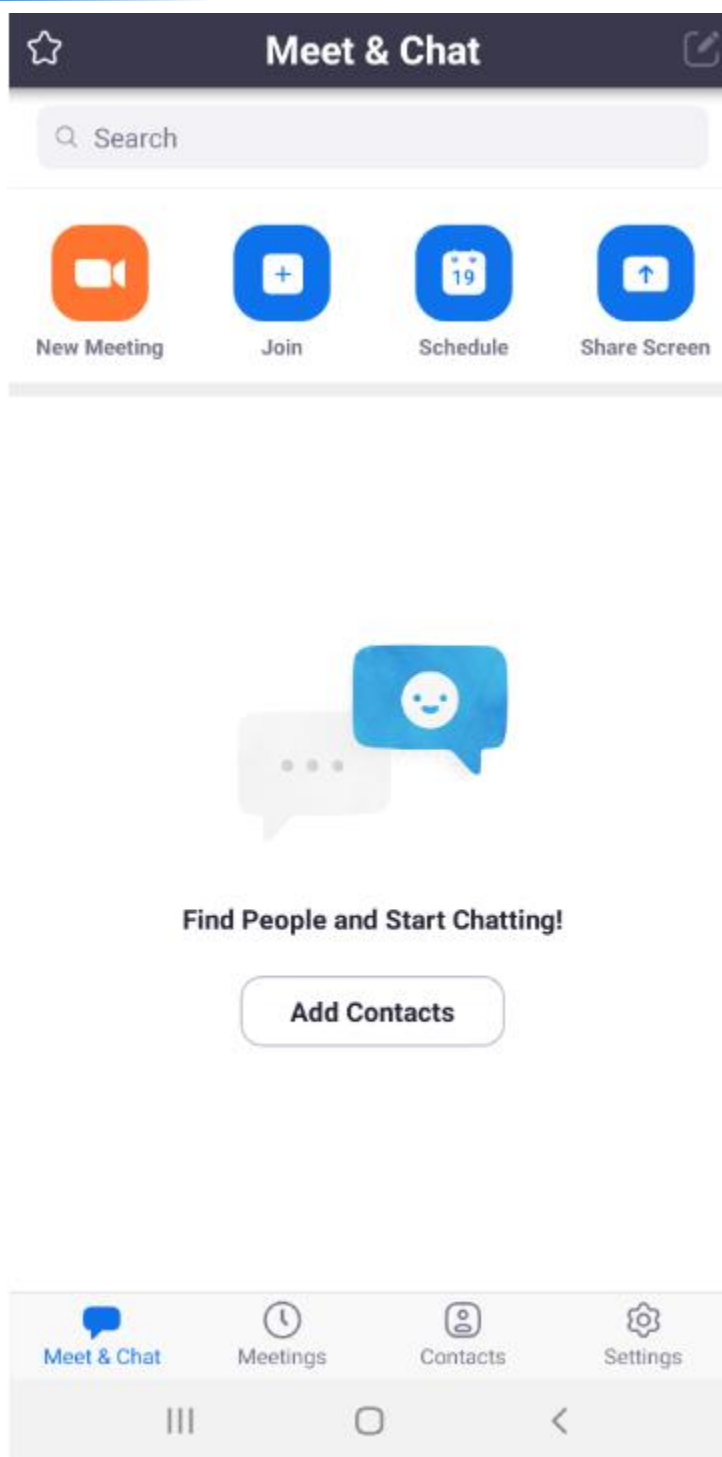 Meet & Chat
Search
19
New Meeting Join Schedule Share Screen
Find People and Start Chatting!
Add Contacts
Meet & Chat Meetings Contacts Settings